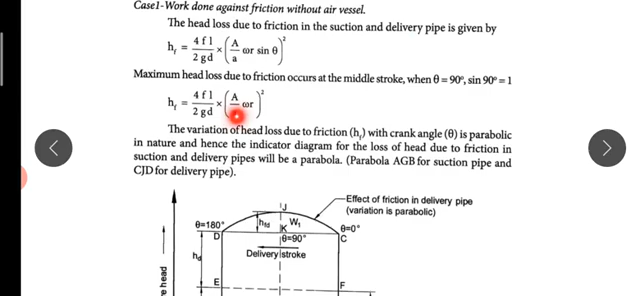 Case1-Work done against friction without air vessel.
The head loss due to friction in the suction and delivery pipe is given by
h_f = 4 f l / 2 g d × (A / a ωr sin θ)²
Maximum head loss due to friction occurs at the middle stroke, when θ = 90°, sin 90° = 1
h_f = 4 f l / 2 g d × (A / a ωr)²
The variation of head loss due to friction (h_f) with crank angle (θ) is parabolic
in nature and hence the indicator diagram for the loss of head due to friction in
suction and delivery pipes will be a parabola. (Parabola AGB for suction pipe and
CJD for delivery pipe).
J
Effect of friction in delivery pipe
(variation is parabolic)
θ=180°
h_fd
W₁
K
θ=0°
D
θ=90°
C
h_d
Delivery stroke
E
F
e head